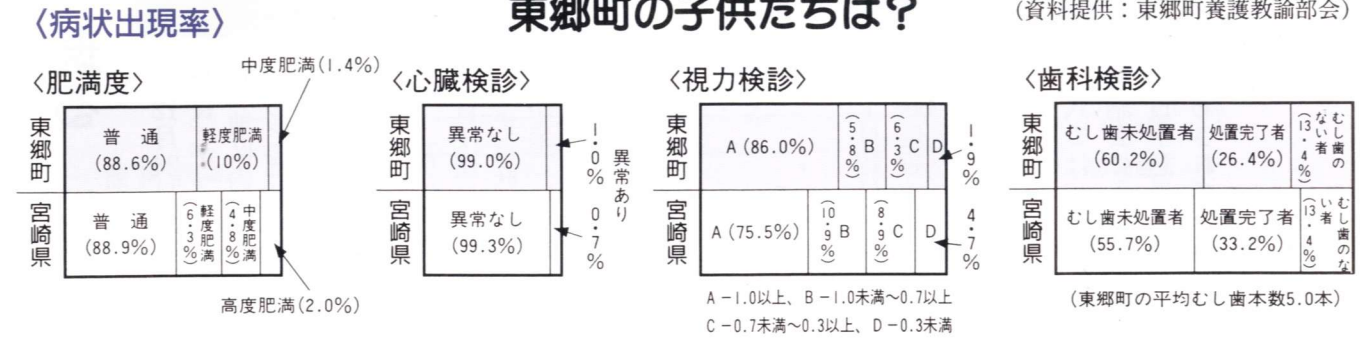 東郷町の子供たちは？
（資料提供：東郷町養護教諭部会）
〈病状出現率〉
〈肥満度〉
中度肥満(1.4%)
東郷町
普　通
(88.6%)
軽度肥満
(10%)
宮崎県
普　通
(88.9%)
軽度肥満
(6.3%)
中度肥満
(4.8%)
高度肥満(2.0%)
〈心臓検診〉
東郷町
異常なし
(99.0%)
1.0%
異常あり
宮崎県
異常なし
(99.3%)
0.7%
〈視力検診〉
東郷町
A (86.0%)
B
(5.8%)
C
(6.3%)
D
1.9%
宮崎県
A (75.5%)
(10.9%)
B
(8.9%)
C
D
4.7%
A－1.0以上、B－1.0未満～0.7以上
C－0.7未満～0.3以上、D－0.3未満
〈歯科検診〉
東郷町
むし歯未処置者
(60.2%)
処置完了者
(26.4%)
むし歯の
ない者
(13.4%)
宮崎県
むし歯未処置者
(55.7%)
処置完了者
(33.2%)
むし歯のな
い者
(13.4%)
（東郷町の平均むし歯本数5.0本）